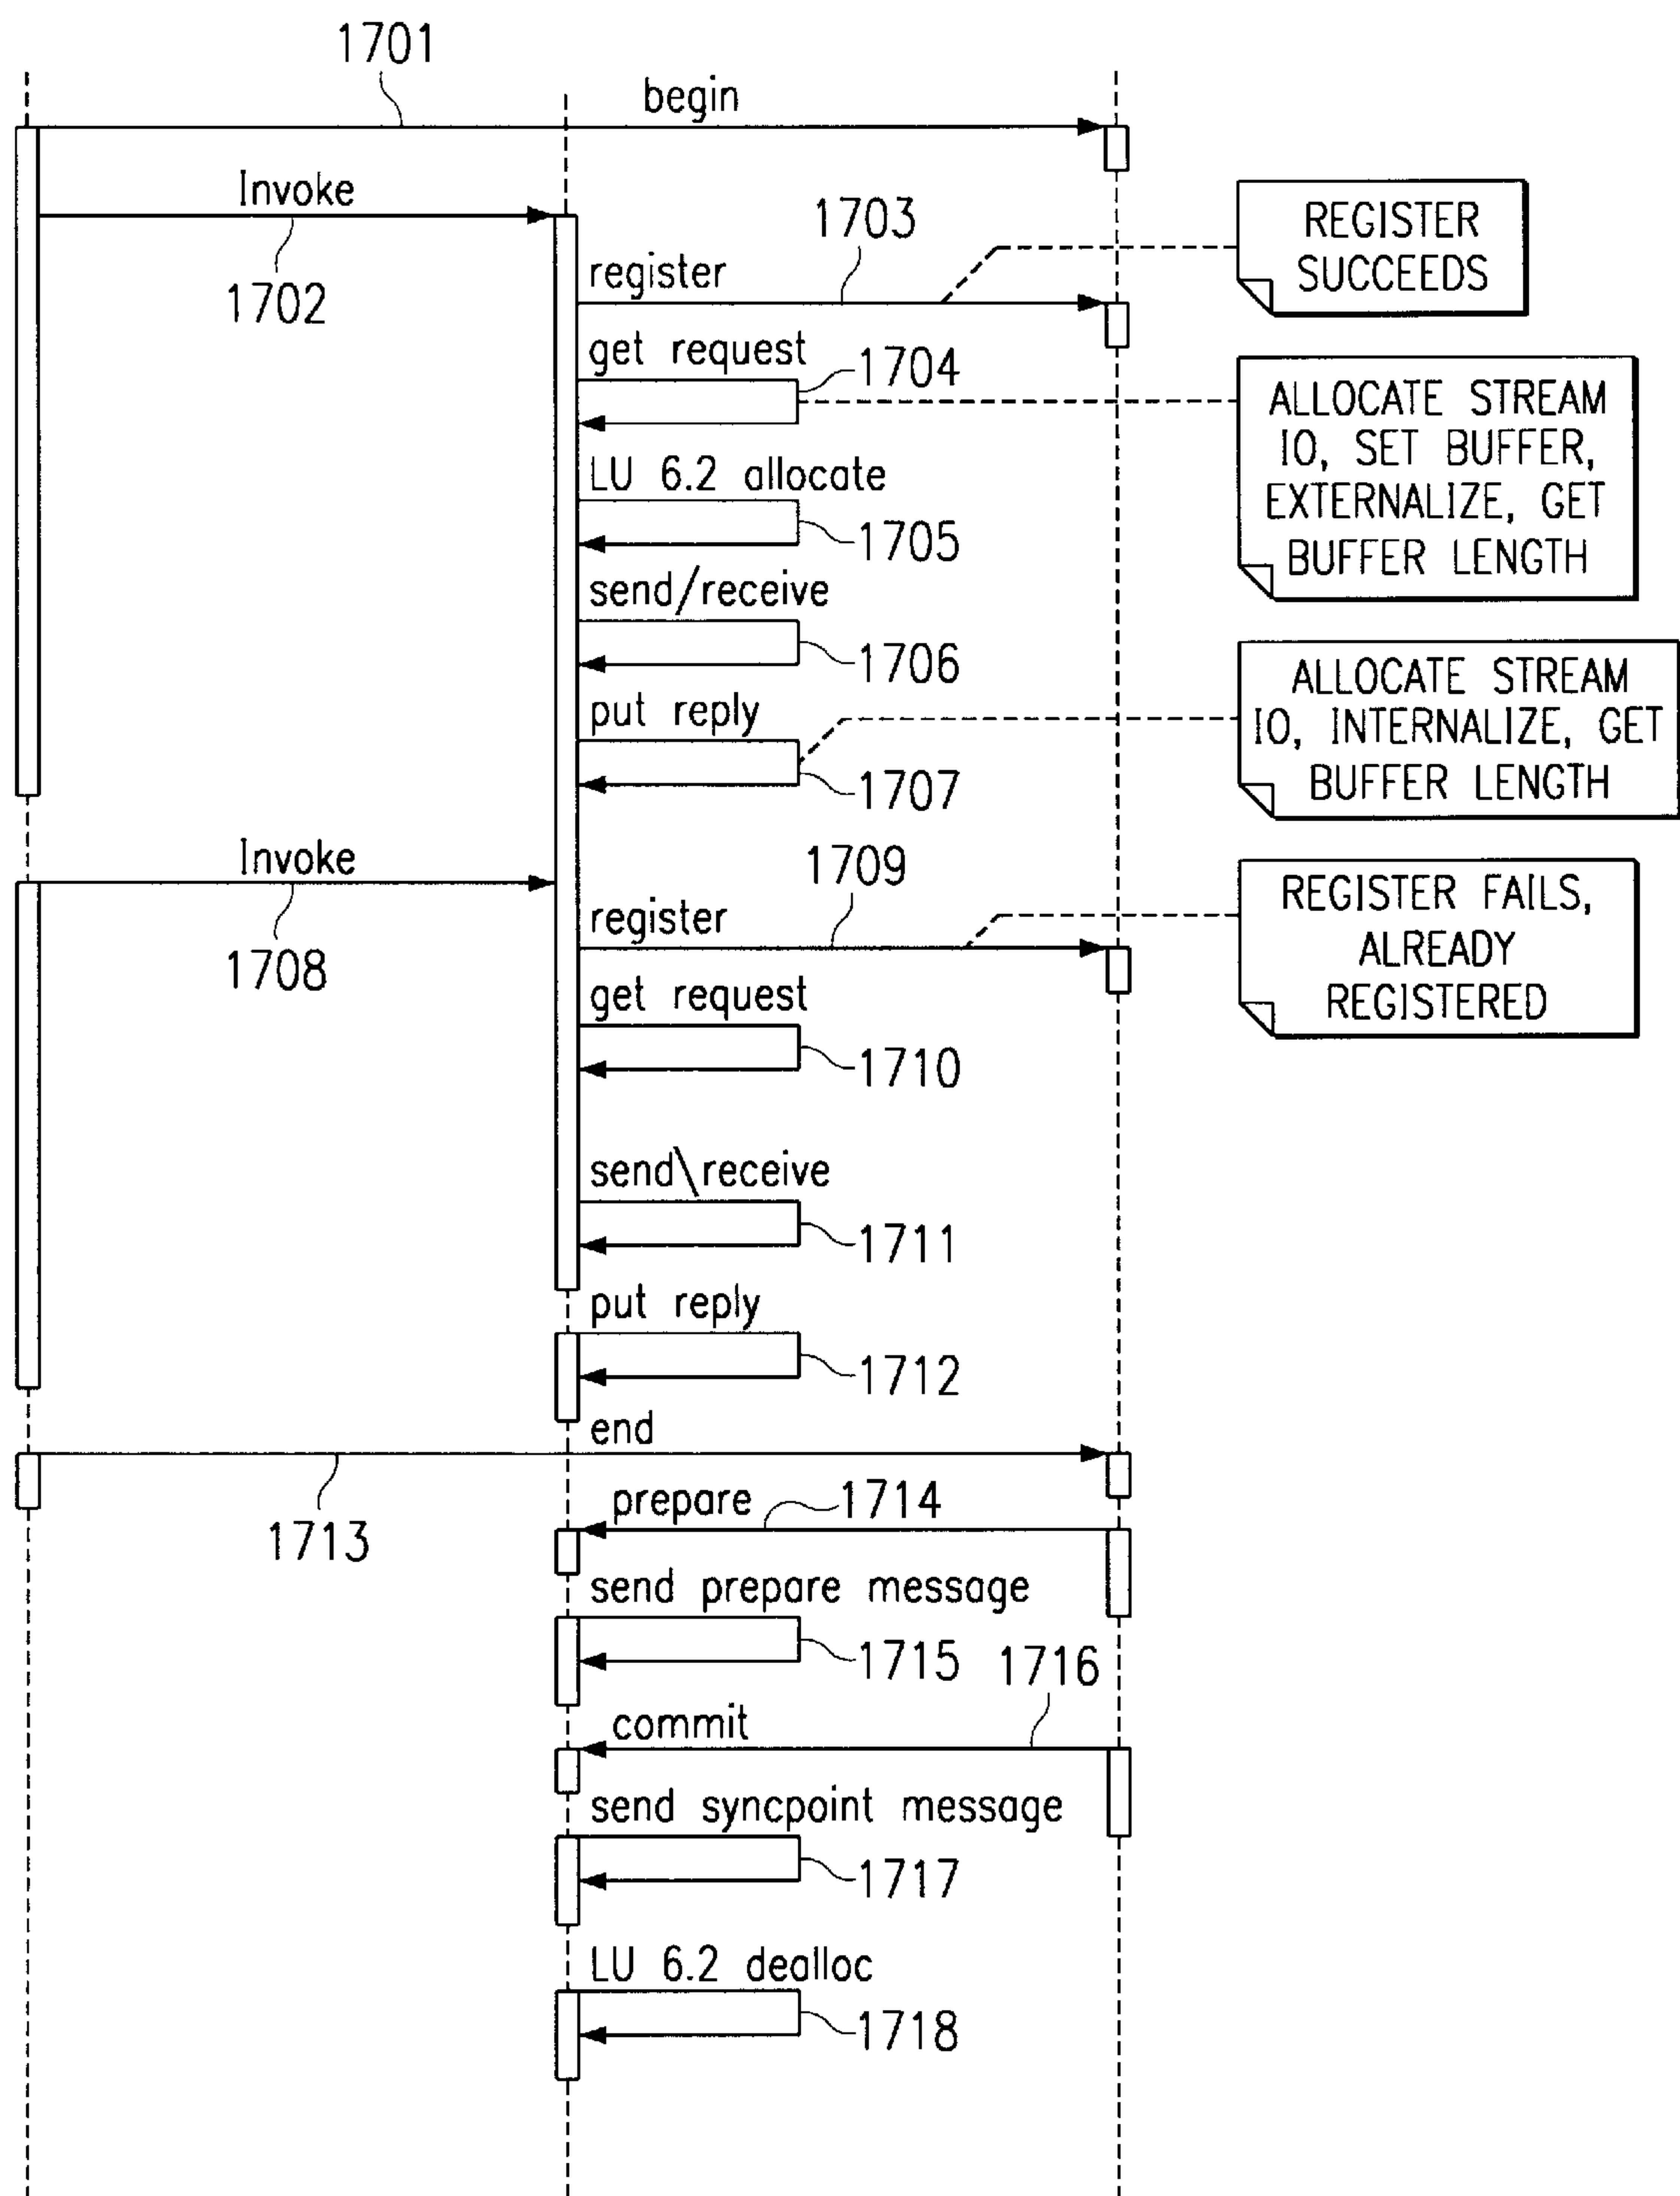 1701
begin
Invoke
1702
1703
register
REGISTER
SUCCEEDS
get request
1704
ALLOCATE STREAM
IO, SET BUFFER,
EXTERNALIZE, GET
BUFFER LENGTH
LU 6.2 allocate
1705
send/receive
1706
put reply
1707
ALLOCATE STREAM
IO, INTERNALIZE, GET
BUFFER LENGTH
Invoke
1708
1709
register
REGISTER FAILS,
ALREADY
REGISTERED
get request
1710
send\receive
1711
put reply
1712
end
1713
prepare
1714
send prepare message
1715
1716
commit
send syncpoint message
1717
LU 6.2 dealloc
1718